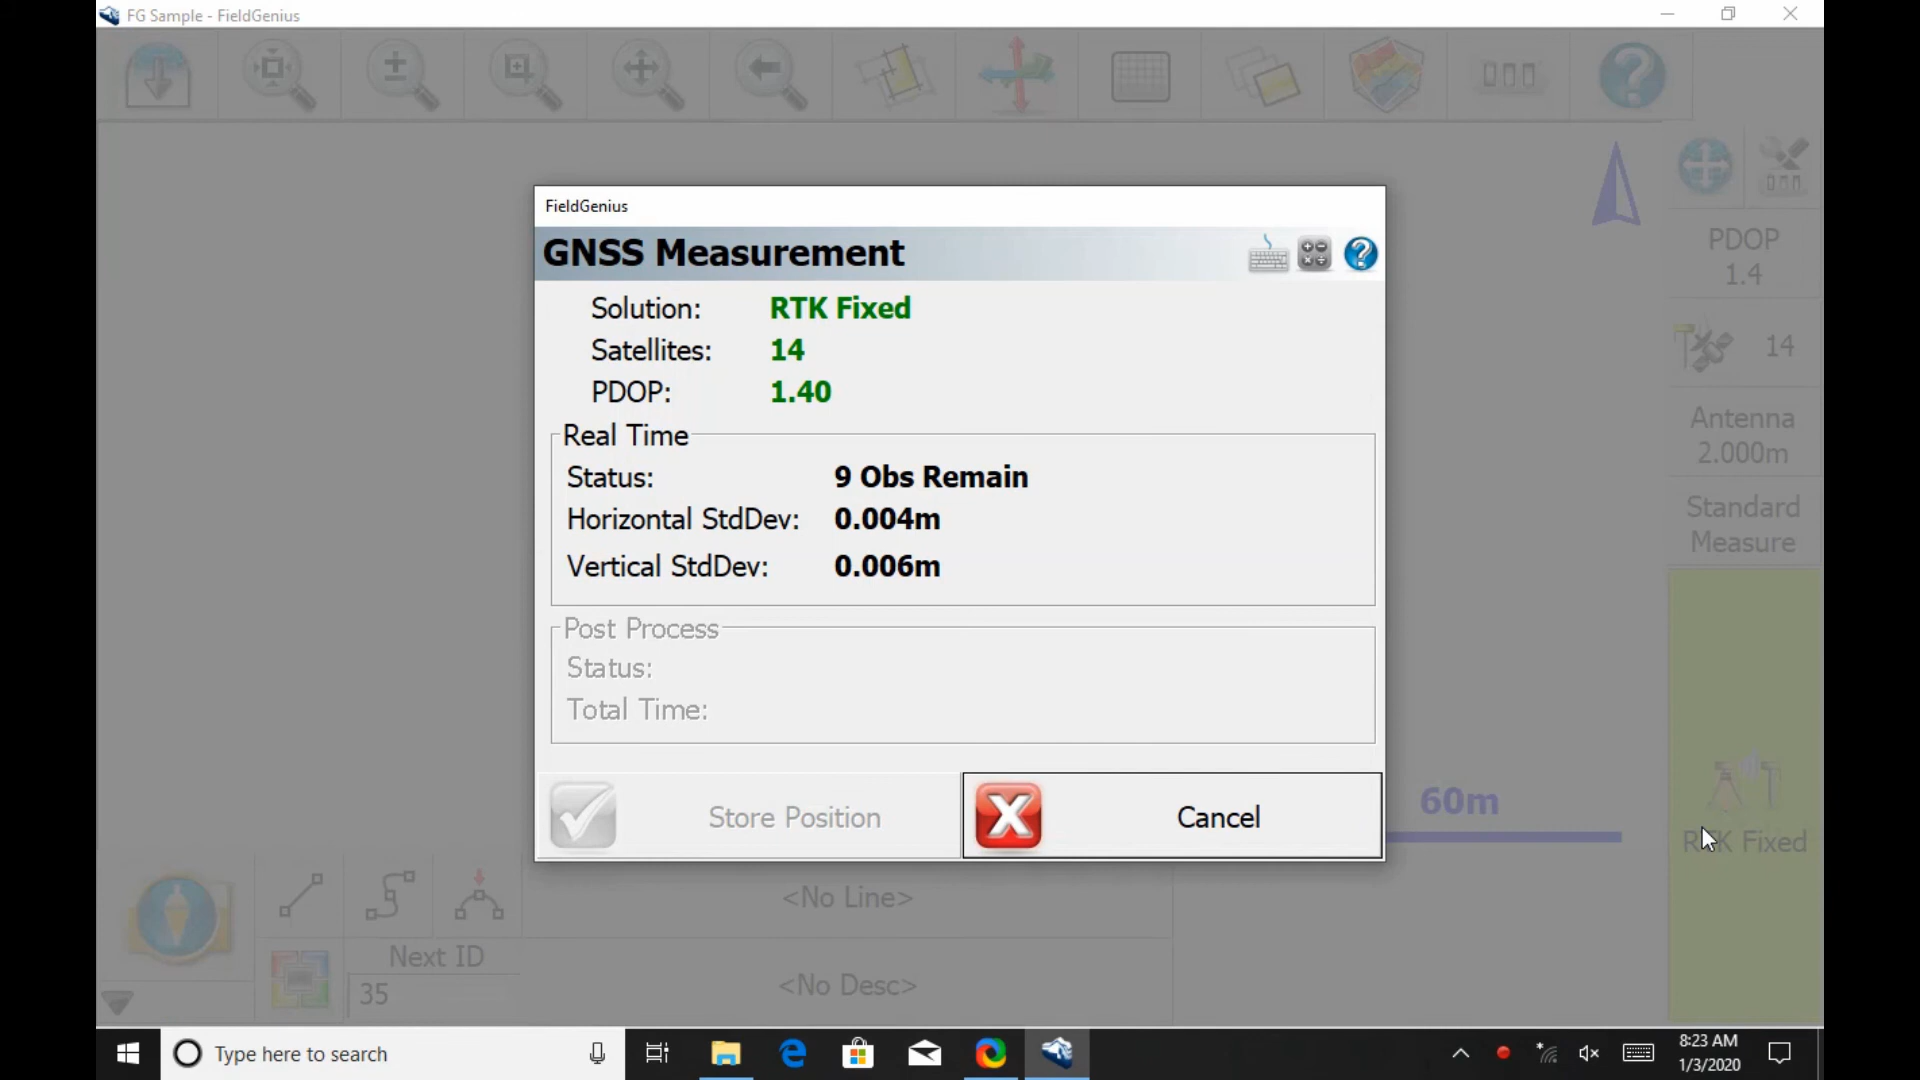 FG Sample - FieldGenius
FieldGenius
GNSS Measurement
Solution: RTK Fixed
Satellites: 14
PDOP: 1.40
Real Time
Status: 9 Obs Remain
Horizontal StdDev: 0.004m
Vertical StdDev: 0.006m
Post Process
Status:
Total Time:
Store Position
Cancel
PDOP
1.4
14
Antenna
2.000m
Standard
Measure
RTK Fixed
60m
<No Line>
Next ID
35
<No Desc>
Type here to search
8:23 AM
1/3/2020